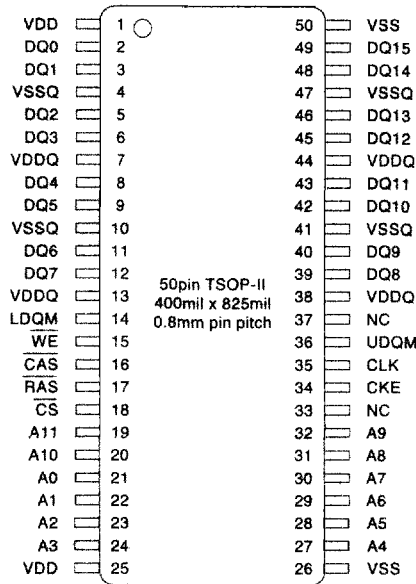 VDD 1 50 VSS
DQ0 2 49 DQ15
DQ1 3 48 DQ14
VSSQ 4 47 VSSQ
DQ2 5 46 DQ13
DQ3 6 45 DQ12
VDDQ 7 44 VDDQ
DQ4 8 43 DQ11
DQ5 9 42 DQ10
VSSQ 10 41 VSSQ
DQ6 11 40 DQ9
DQ7 12 39 DQ8
VDDQ 13 38 VDDQ
LDQM 14 37 NC
W̅E̅ 15 36 UDQM
C̅A̅S̅ 16 35 CLK
R̅A̅S̅ 17 34 CKE
C̅S̅ 18 33 NC
A11 19 32 A9
A10 20 31 A8
A0 21 30 A7
A1 22 29 A6
A2 23 28 A5
A3 24 27 A4
VDD 25 26 VSS
50pin TSOP-II
400mil x 825mil
0.8mm pin pitch